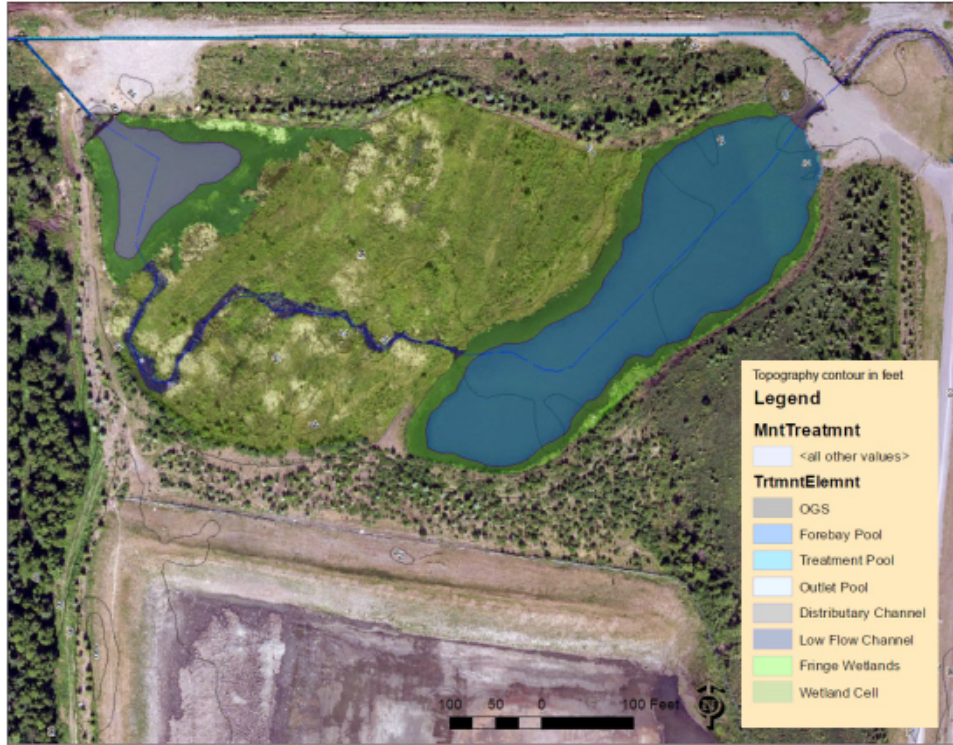 Topography contour in feet
Legend
MntTreatmnt
<all other values>
TrtmntElemnt
OGS
Forebay Pool
Treatment Pool
Outlet Pool
Distributary Channel
Low Flow Channel
Fringe Wetlands
Wetland Cell
100 50 0 100 Feet
N